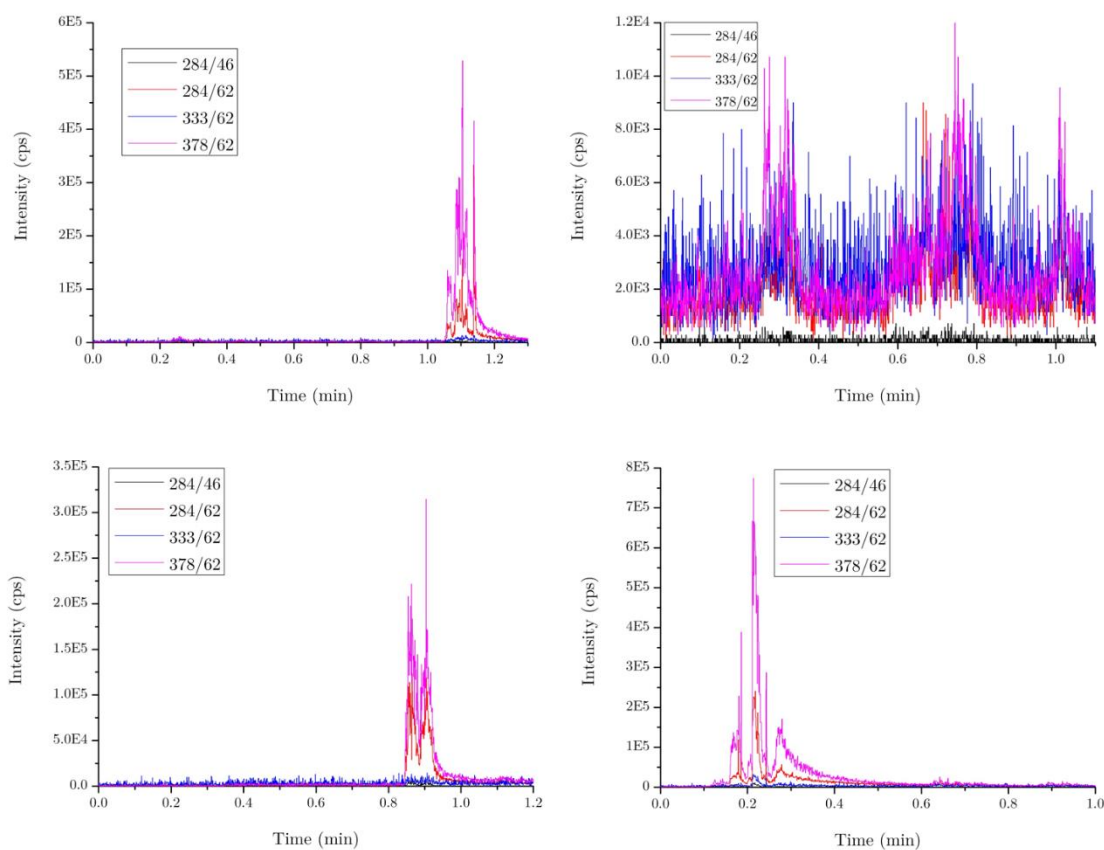 6E5
5E5
4E5
3E5
2E5
1E5
0
Intensity (cps)
284/46
284/62
333/62
378/62
0.0 0.2 0.4 0.6 0.8 1.0 1.2
Time (min)
1.2E4
1.0E4
8.0E3
6.0E3
4.0E3
2.0E3
0.0
Intensity (cps)
284/46
284/62
333/62
378/62
0.0 0.2 0.4 0.6 0.8 1.0
Time (min)
3.5E5
3.0E5
2.5E5
2.0E5
1.5E5
1.0E5
5.0E4
0.0
Intensity (cps)
284/46
284/62
333/62
378/62
0.0 0.2 0.4 0.6 0.8 1.0 1.2
Time (min)
8E5
7E5
6E5
5E5
4E5
3E5
2E5
1E5
0
Intensity (cps)
284/46
284/62
333/62
378/62
0.0 0.2 0.4 0.6 0.8 1.0
Time (min)